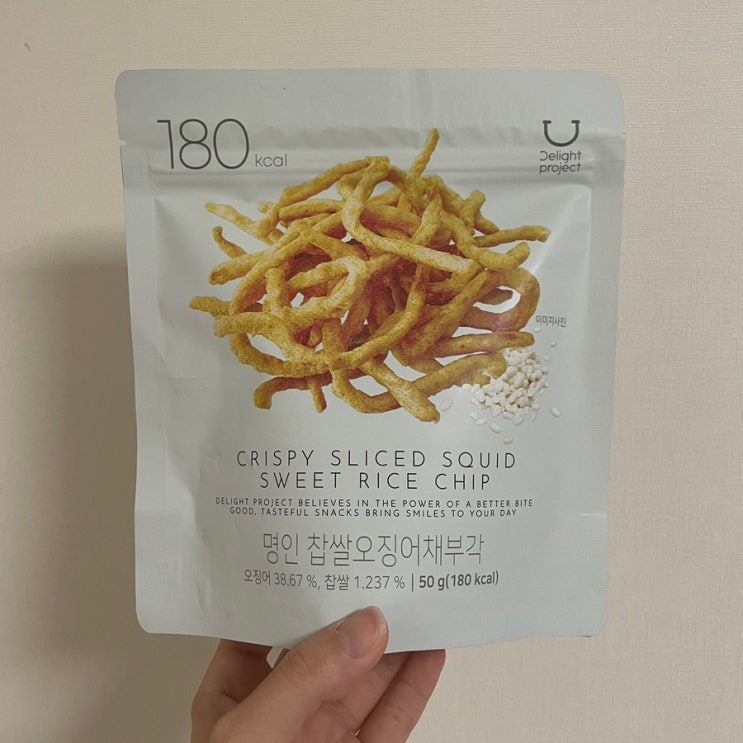 180 kcal
Delight
project
이미지사진
CRISPY SLICED SQUID
SWEET RICE CHIP
DELIGHT PROJECT BELIEVES IN THE POWER OF A BETTER BITE
GOOD, TASTEFUL SNACKS BRING SMILES TO YOUR DAY
명인 찹쌀오징어채부각
오징어 38.67 %, 찹쌀 1.237 % | 50 g(180 kcal)